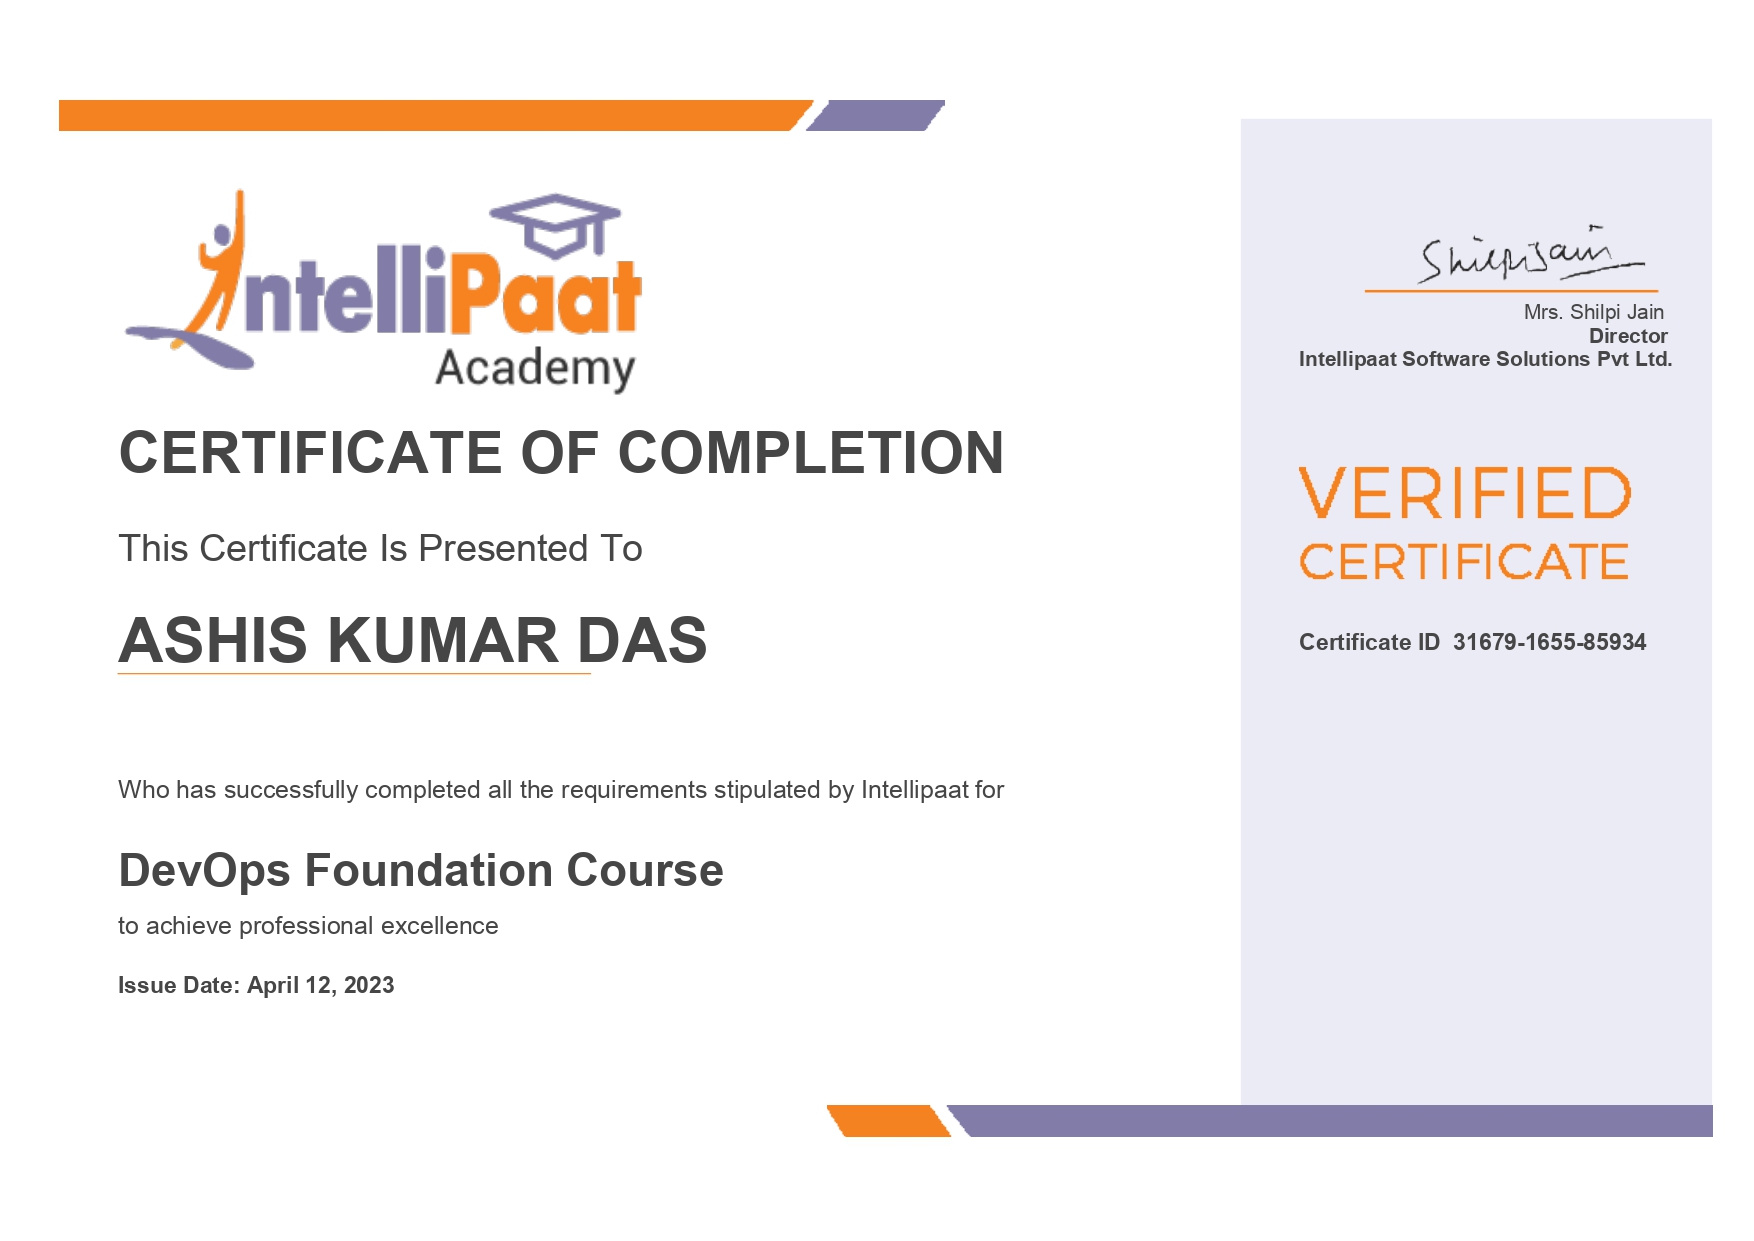 IntelliPaat
Academy
CERTIFICATE OF COMPLETION
This Certificate Is Presented To
ASHIS KUMAR DAS
Who has successfully completed all the requirements stipulated by Intellipaat for
DevOps Foundation Course
to achieve professional excellence
Issue Date: April 12, 2023
Shilpi Jain
Mrs. Shilpi Jain
Director
Intellipaat Software Solutions Pvt Ltd.
VERIFIED
CERTIFICATE
Certificate ID 31679-1655-85934